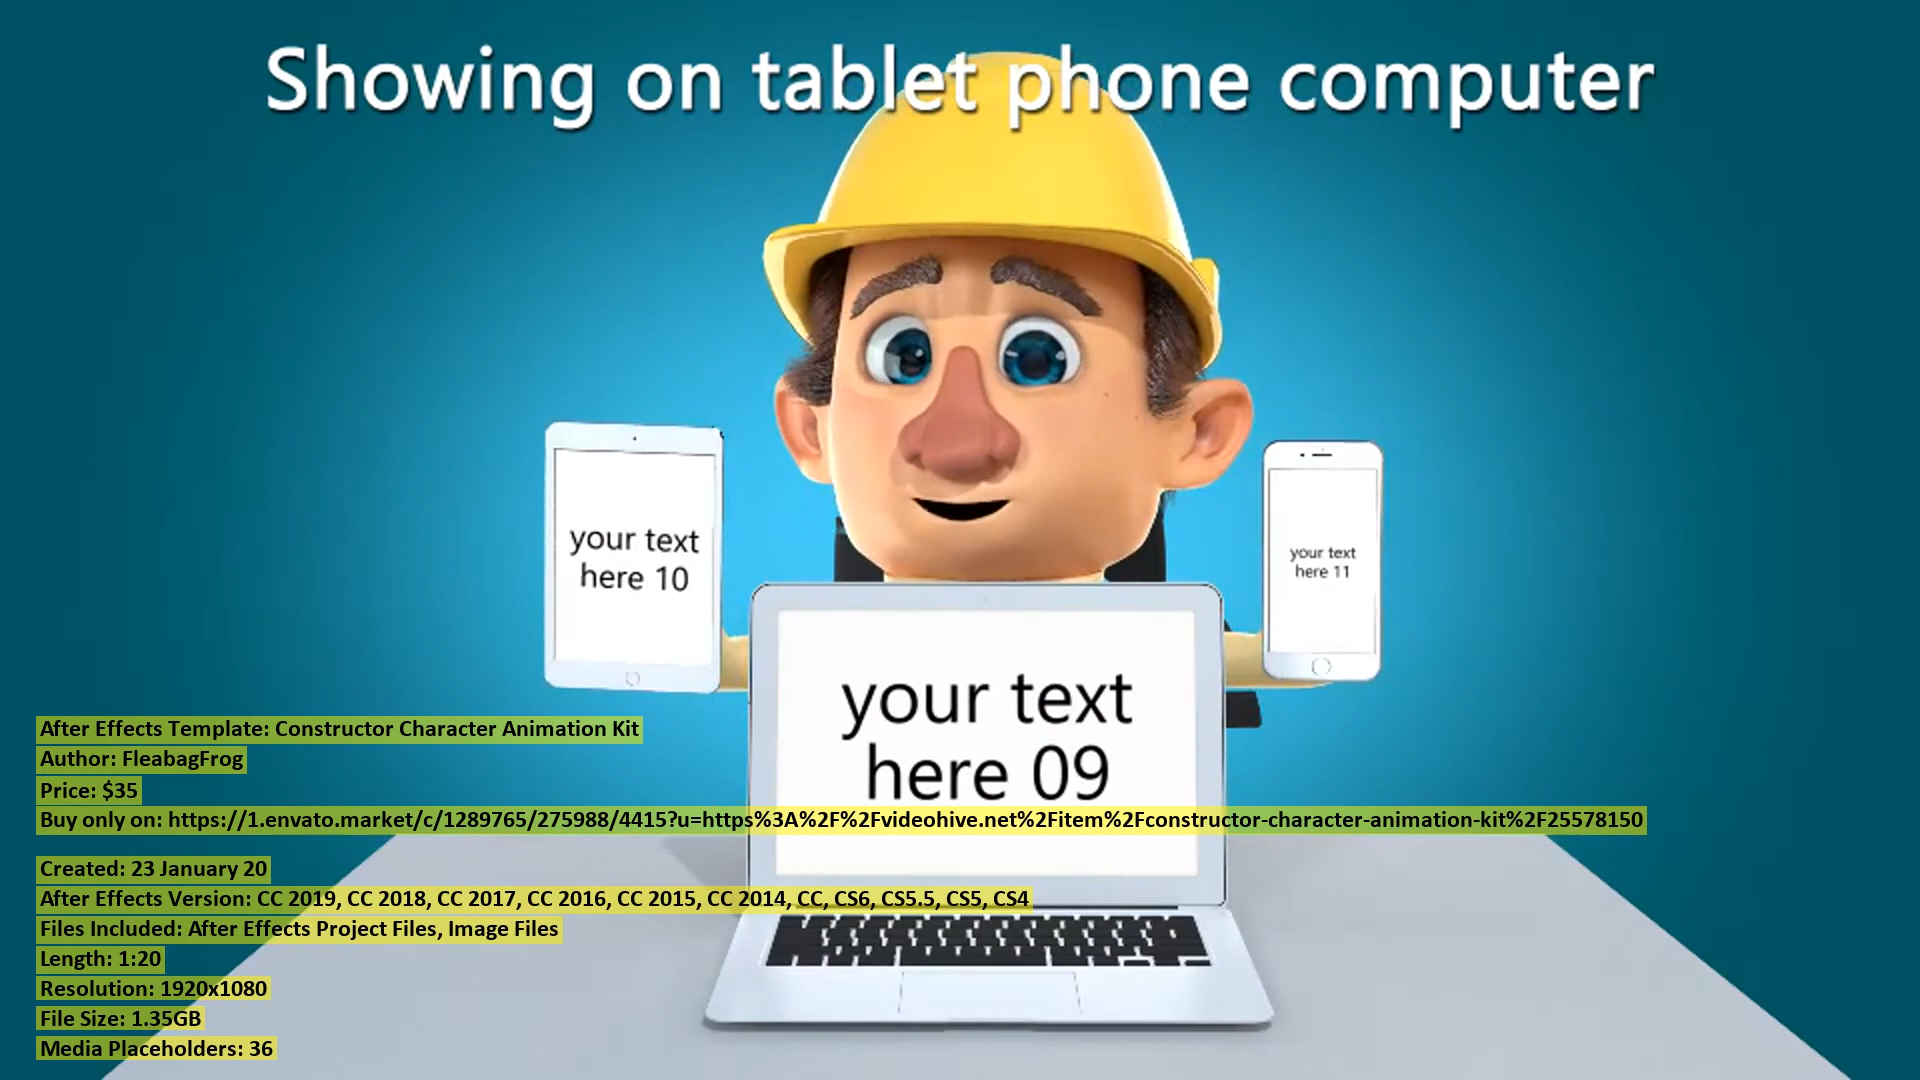 Showing on tablet phone computer
your text
here 10
your text
here 11
your text
here 09
After Effects Template: Constructor Character Animation Kit
Author: FleabagFrog
Price: $35
Buy only on: https://1.envato.market/c/1289765/275988/4415?u=https%3A%2F%2Fvideohive.net%2Fitem%2Fconstructor-character-animation-kit%2F25578150
Created: 23 January 20
After Effects Version: CC 2019, CC 2018, CC 2017, CC 2016, CC 2015, CC 2014, CC, CS6, CS5.5, CS5, CS4
Files Included: After Effects Project Files, Image Files
Length: 1:20
Resolution: 1920x1080
File Size: 1.35GB
Media Placeholders: 36